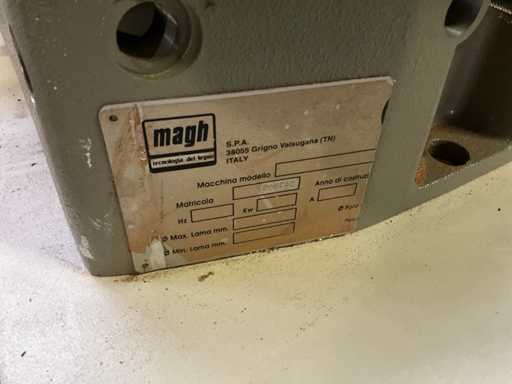 magh
tecnologia del legno
S.P.A.
38055 Grigno Valsugana (TN)
ITALY
Macchina modello
Matricola Anno di costruz
Hz Kw A Ø Foro
Ø Max. Lama mm.
Ø Min. Lama mm.